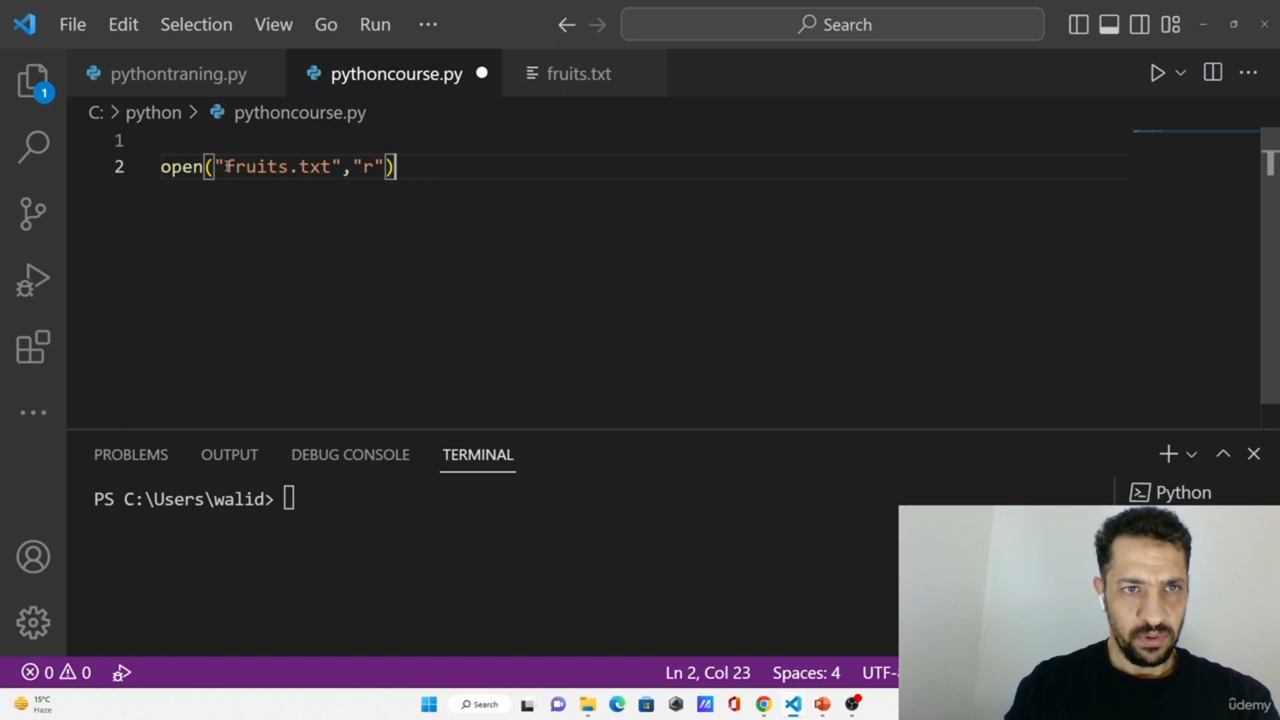 File Edit Selection View Go Run ··· Search
pythontraning.py pythoncourse.py fruits.txt
1
C: > python > pythoncourse.py
1
2 open("fruits.txt","r")
PROBLEMS OUTPUT DEBUG CONSOLE TERMINAL
PS C:\Users\walid>
Python
0 0 Ln 2, Col 23 Spaces: 4 UTF-
15°C
Haze
Search
udemy